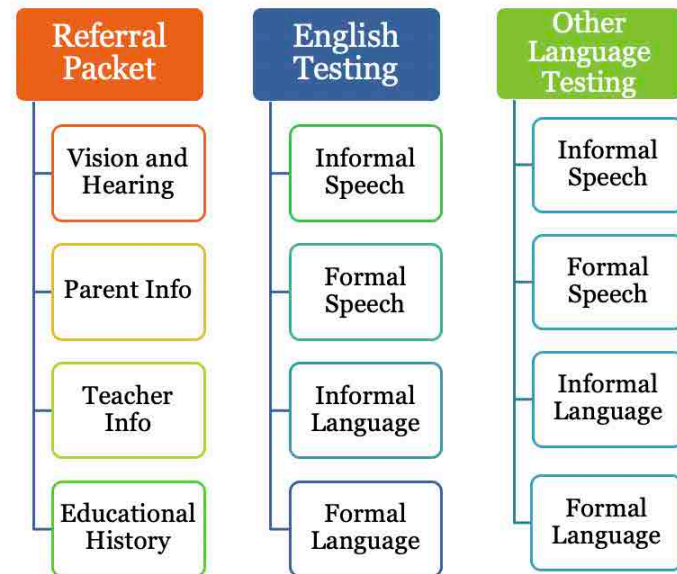 Referral
Packet
Vision and
Hearing
Parent Info
Teacher
Info
Educational
History
English
Testing
Informal
Speech
Formal
Speech
Informal
Language
Formal
Language
Other
Language
Testing
Informal
Speech
Formal
Speech
Informal
Language
Formal
Language